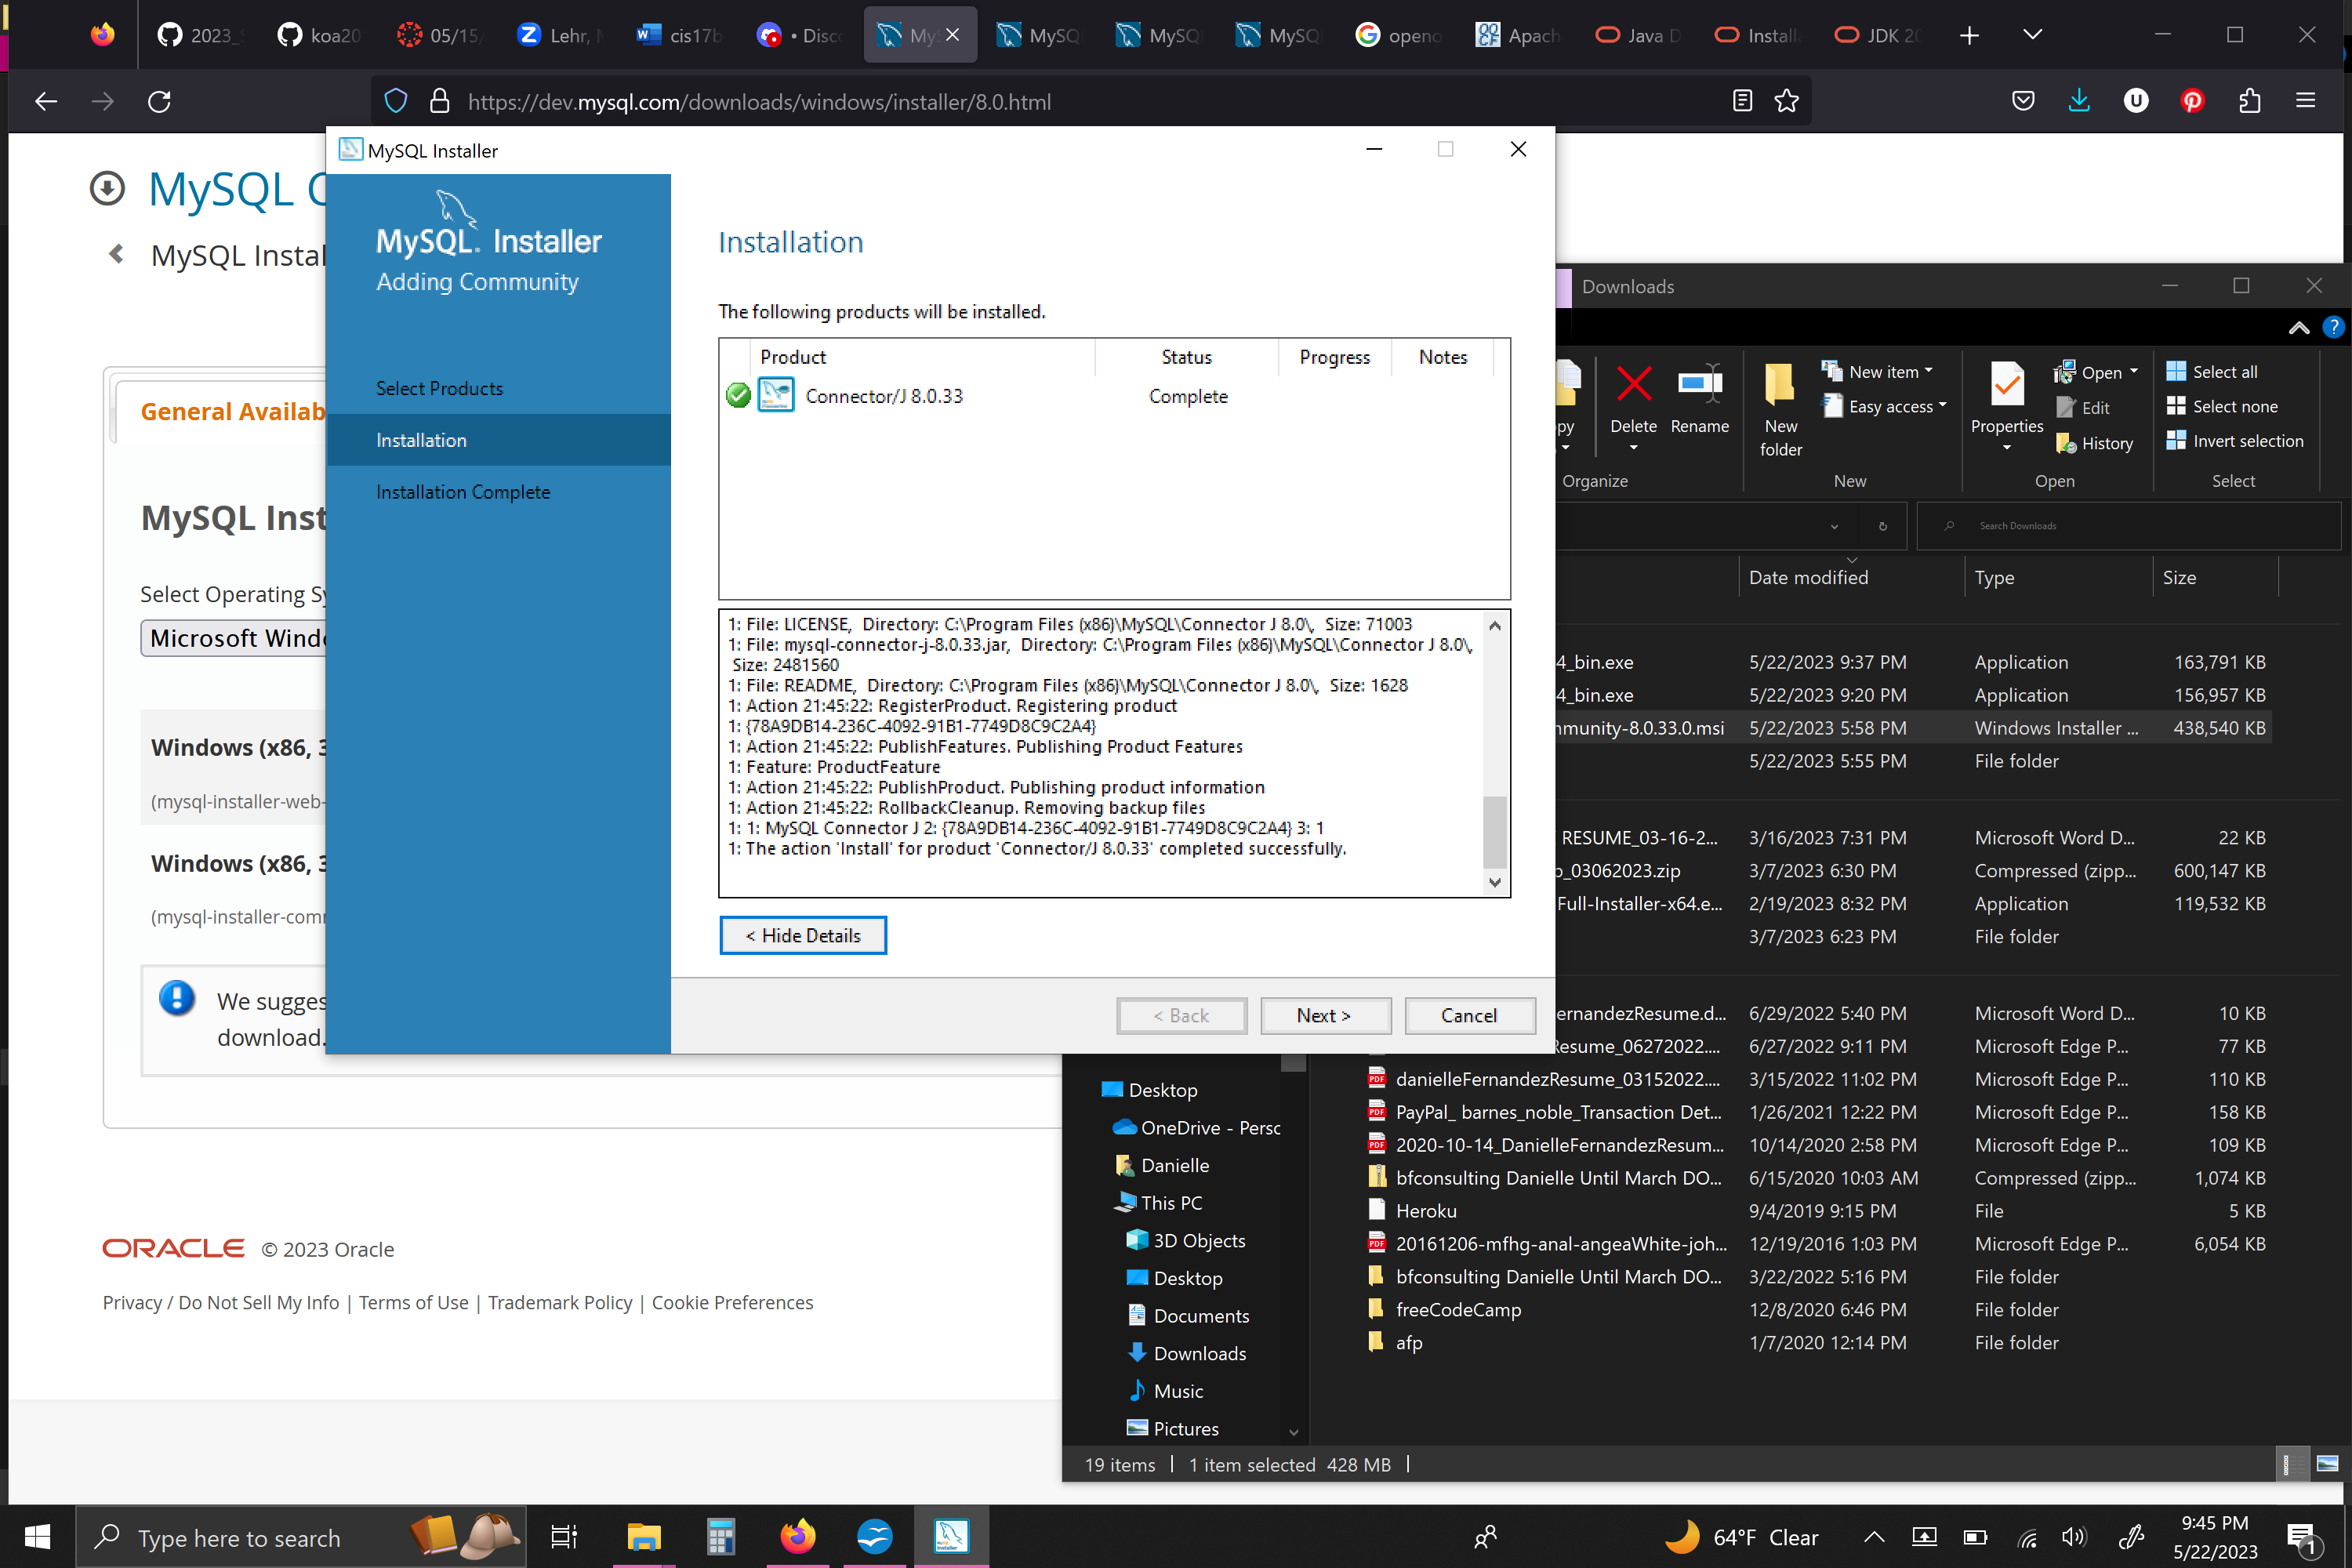 2023_
koa20
05/15/
Lehr,
cis17b
• Disc
My
MySQ
MySQ
MySQ
openo
Apach
Java D
Install
JDK 20
https://dev.mysql.com/downloads/windows/installer/8.0.html
MySQL C
MySQL Instal
General Availab
MySQL Inst
Select Operating Sy
Microsoft Windo
Windows (x86, 3
(mysql-installer-web-
Windows (x86, 3
(mysql-installer-com
We sugges
download.
ORACLE © 2023 Oracle
Privacy / Do Not Sell My Info | Terms of Use | Trademark Policy | Cookie Preferences
MySQL Installer
MySQL. Installer
Adding Community
Select Products
Installation
Installation Complete
Installation
The following products will be installed.
Product Status Progress Notes
Connector/J 8.0.33 Complete
1: File: LICENSE, Directory: C:\Program Files (x86)\MySQL\Connector J 8.0\, Size: 71003
1: File: mysql-connector-j-8.0.33.jar, Directory: C:\Program Files (x86)\MySQL\Connector J 8.0\,
Size: 2481560
1: File: README, Directory: C:\Program Files (x86)\MySQL\Connector J 8.0\, Size: 1628
1: Action 21:45:22: RegisterProduct. Registering product
1: {78A9DB14-236C-4092-91B1-7749D8C9C2A4}
1: Action 21:45:22: PublishFeatures. Publishing Product Features
1: Feature: ProductFeature
1: Action 21:45:22: PublishProduct. Publishing product information
1: Action 21:45:22: RollbackCleanup. Removing backup files
1: 1: MySQL Connector J 2: {78A9DB14-236C-4092-91B1-7749D8C9C2A4} 3: 1
1: The action 'Install' for product 'Connector/J 8.0.33' completed successfully.
< Hide Details
< Back Next > Cancel
Downloads
py
Delete
Rename
Organize
New folder
New item
Easy access
New
Properties
Open
Edit
History
Open
Select all
Select none
Invert selection
Select
Search Downloads
Date modified Type Size
4_bin.exe 5/22/2023 9:37 PM Application 163,791 KB
4_bin.exe 5/22/2023 9:20 PM Application 156,957 KB
mmunity-8.0.33.0.msi 5/22/2023 5:58 PM Windows Installer ... 438,540 KB
5/22/2023 5:55 PM File folder
RESUME_03-16-2... 3/16/2023 7:31 PM Microsoft Word D... 22 KB
_03062023.zip 3/7/2023 6:30 PM Compressed (zipp... 600,147 KB
Full-Installer-x64.e... 2/19/2023 8:32 PM Application 119,532 KB
3/7/2023 6:23 PM File folder
ernandezResume.d... 6/29/2022 5:40 PM Microsoft Word D... 10 KB
Resume_06272022.... 6/27/2022 9:11 PM Microsoft Edge P... 77 KB
danielleFernandezResume_03152022.... 3/15/2022 11:02 PM Microsoft Edge P... 110 KB
PayPal_ barnes_noble_Transaction Det... 1/26/2021 12:22 PM Microsoft Edge P... 158 KB
2020-10-14_DanielleFernandezResum... 10/14/2020 2:58 PM Microsoft Edge P... 109 KB
bfconsulting Danielle Until March DO... 6/15/2020 10:03 AM Compressed (zipp... 1,074 KB
Heroku 9/4/2019 9:15 PM File 5 KB
20161206-mfhg-anal-angeaWhite-joh... 12/19/2016 1:03 PM Microsoft Edge P... 6,054 KB
bfconsulting Danielle Until March DO... 3/22/2022 5:16 PM File folder
freeCodeCamp 12/8/2020 6:46 PM File folder
afp 1/7/2020 12:14 PM File folder
Desktop
OneDrive - Persc
Danielle
This PC
3D Objects
Desktop
Documents
Downloads
Music
Pictures
19 items | 1 item selected 428 MB |
Type here to search
64°F Clear
9:45 PM
5/22/2023
1